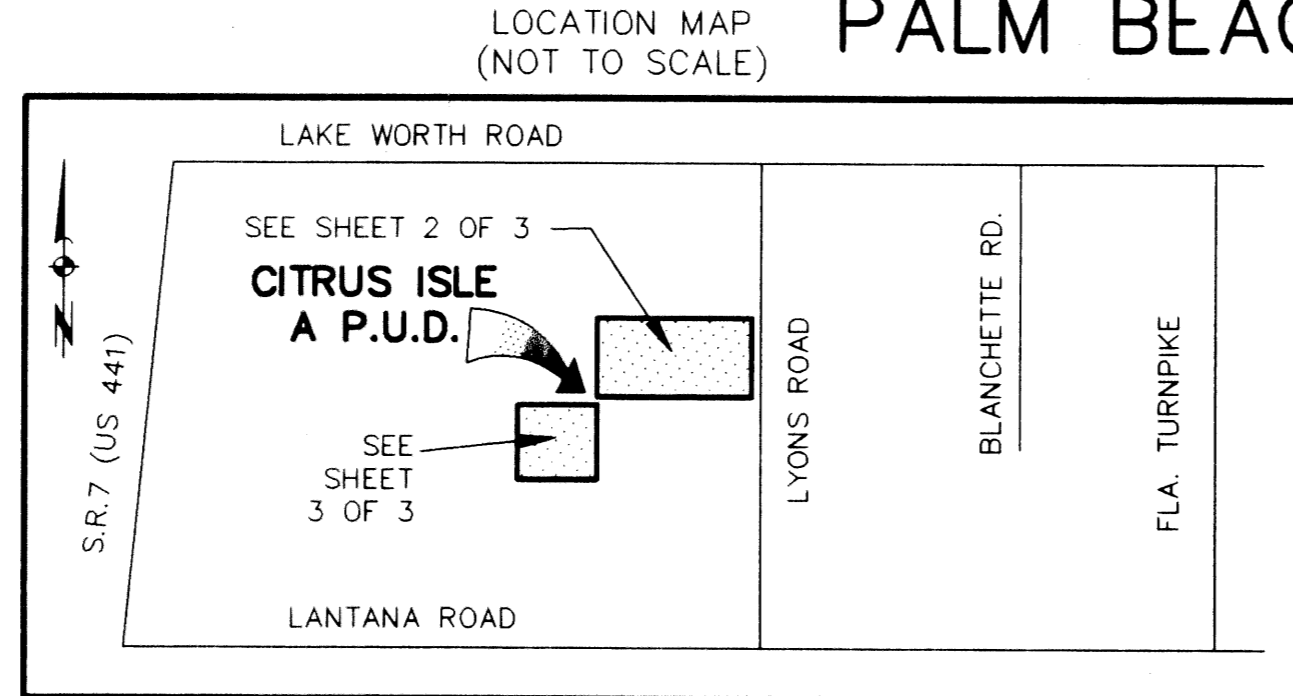 LOCATION MAP
(NOT TO SCALE)
PALM BEAC
LAKE WORTH ROAD
SEE SHEET 2 OF 3
CITRUS ISLE
A P.U.D.
N
S.R.7 (US 441)
SEE
SHEET
3 OF 3
LYONS ROAD
BLANCHETTE RD.
FLA. TURNPIKE
LANTANA ROAD